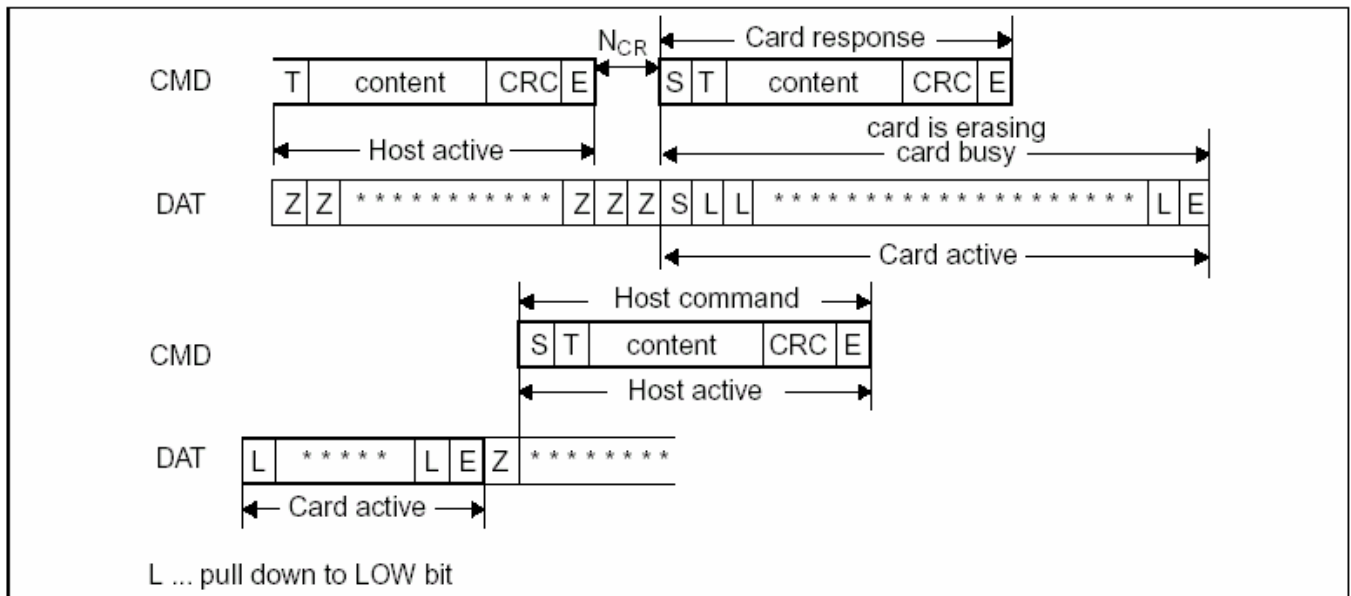 N_CR Card response
CMD T content CRC E S T content CRC E
card is erasing
Host active card busy
DAT Z Z * * * * * * * * * * * Z Z Z S L L * * * * * * * * * * * * * * * * * * * * L E
Card active
Host command
CMD S T content CRC E
Host active
DAT L * * * * * L E Z * * * * * * * *
Card active
L ... pull down to LOW bit